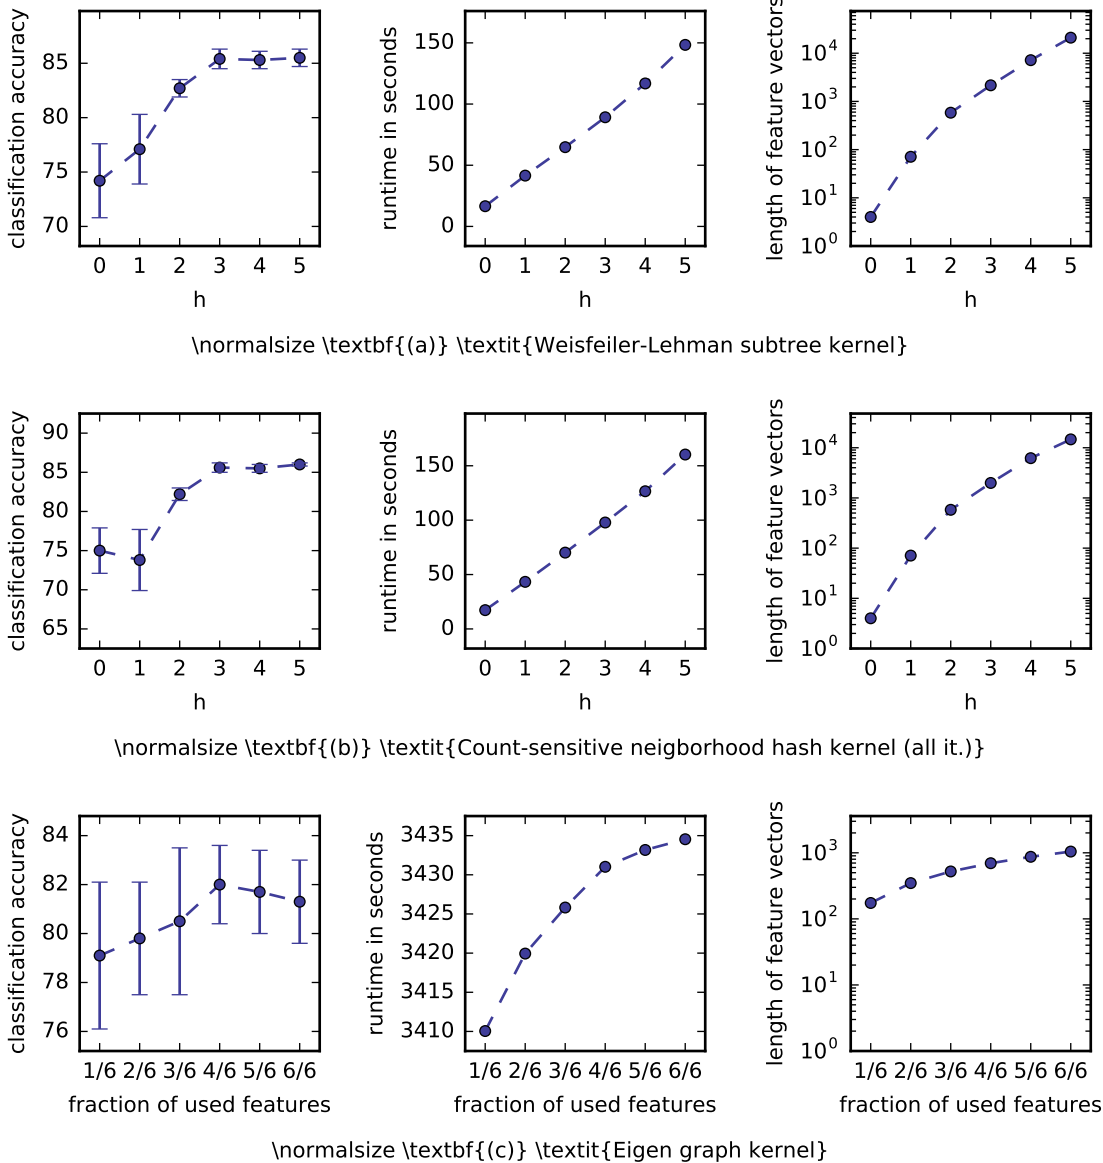 classification accuracy
85
80
75
70
0 1 2 3 4 5
h
runtime in seconds
150
100
50
0
0 1 2 3 4 5
h
length of feature vectors
10^4
10^3
10^2
10^1
10^0
0 1 2 3 4 5
h
\normalsize \textbf{(a)} \textit{Weisfeiler-Lehman subtree kernel}
classification accuracy
90
85
80
75
70
65
0 1 2 3 4 5
h
runtime in seconds
150
100
50
0
0 1 2 3 4 5
h
length of feature vectors
10^4
10^3
10^2
10^1
10^0
0 1 2 3 4 5
h
\normalsize \textbf{(b)} \textit{Count-sensitive neigborhood hash kernel (all it.)}
classification accuracy
84
82
80
78
76
1/6 2/6 3/6 4/6 5/6 6/6
fraction of used features
runtime in seconds
3435
3430
3425
3420
3415
3410
1/6 2/6 3/6 4/6 5/6 6/6
fraction of used features
length of feature vectors
10^3
10^2
10^1
10^0
1/6 2/6 3/6 4/6 5/6 6/6
fraction of used features
\normalsize \textbf{(c)} \textit{Eigen graph kernel}